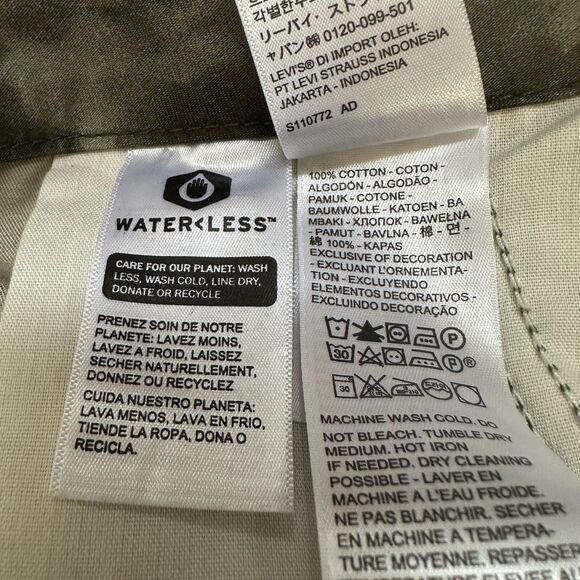 각별한
リーバイ・ストラ
ャパン㈱ 0120-099-501
LEVI'S® DI IMPORT OLEH:
PT LEVI STRAUSS INDONESIA
JAKARTA - INDONESIA
S110772 AD
WATER<LESS™
CARE FOR OUR PLANET: WASH
LESS, WASH COLD, LINE DRY,
DONATE OR RECYCLE
PRENEZ SOIN DE NOTRE
PLANETE: LAVEZ MOINS,
LAVEZ A FROID, LAISSEZ
SECHER NATURELLEMENT,
DONNEZ OU RECYCLEZ
CUIDA NUESTRO PLANETA:
LAVA MENOS, LAVA EN FRIO,
TIENDE LA ROPA, DONA O
RECICLA.
100% COTTON - COTON -
ALGODÓN - ALGODÃO -
PAMUK - COTONE -
BAUMWOLLE - KATOEN - BA
MBAKI - ХЛОПОК - BAWEŁNA
- PAMUT - BAVLNA - 棉 - 면 -
綿 100% - KAPAS
EXCLUSIVE OF DECORATION
- EXCLUANT L'ORNEMENTA-
TION - EXCLUYENDO
ELEMENTOS DECORATIVOS -
EXCLUINDO DECORAÇÃO
P
30 P®
30
MACHINE WASH COLD. DO
NOT BLEACH. TUMBLE DRY
MEDIUM. HOT IRON
IF NEEDED. DRY CLEANING
POSSIBLE - LAVER EN
MACHINE A L'EAU FROIDE.
NE PAS BLANCHIR. SECHER
EN MACHINE A TEMPERA-
TURE MOYENNE. REPASSER